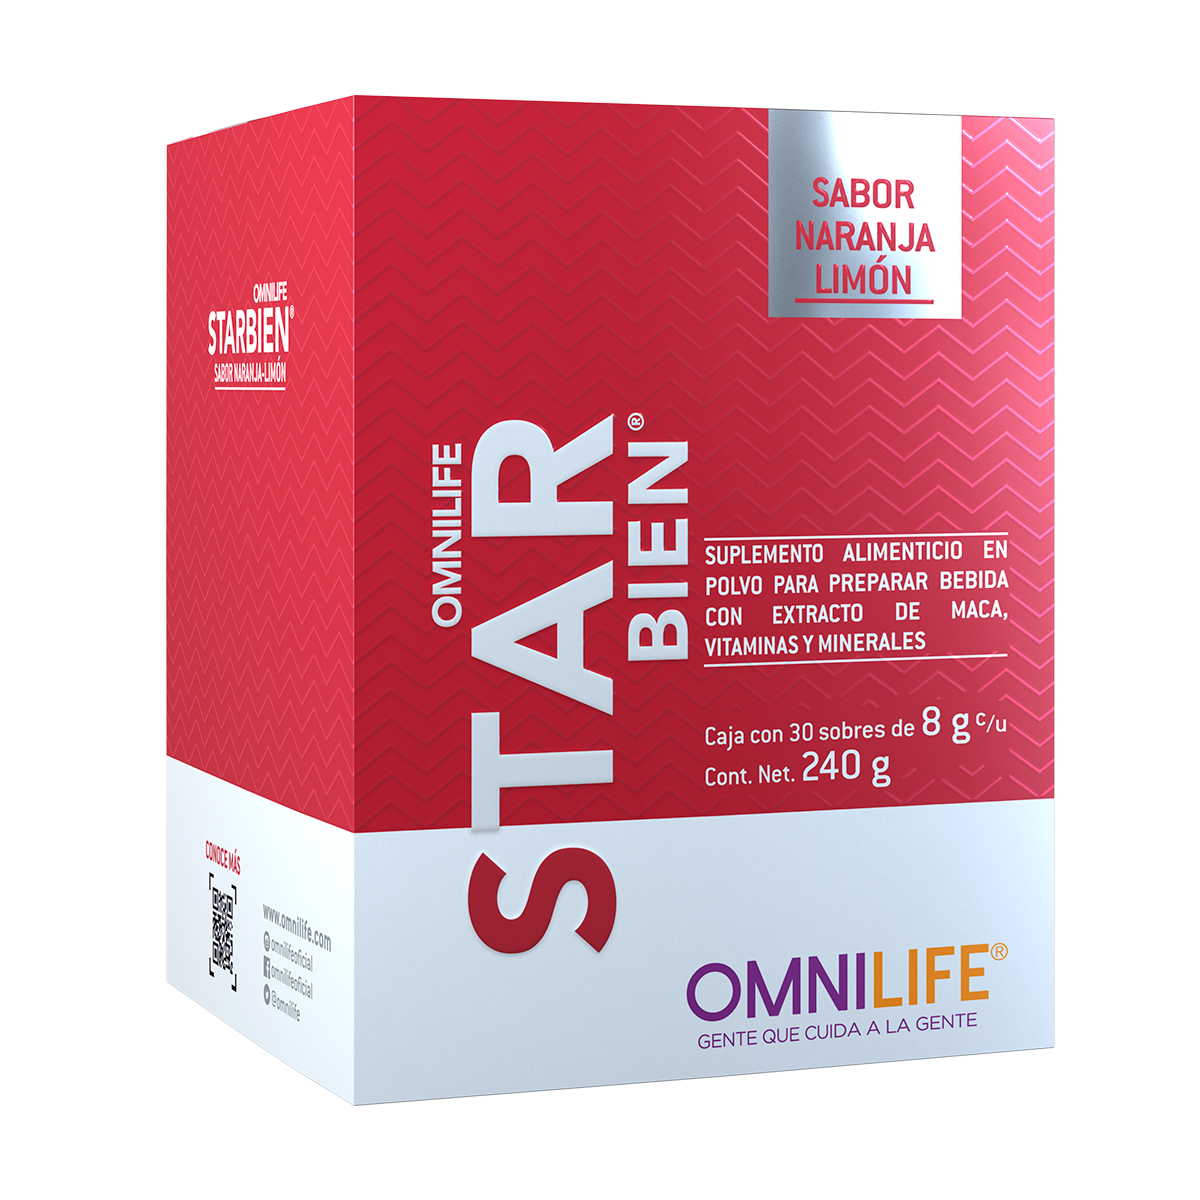 SABOR
NARANJA
LIMÓN
OMNILIFE
STARBIEN®
SABOR NARANJA-LIMÓN
OMNILIFE
STAR
BIEN®
SUPLEMENTO ALIMENTICIO EN
POLVO PARA PREPARAR BEBIDA
CON EXTRACTO DE MACA,
VITAMINAS Y MINERALES
Caja con 30 sobres de 8 g c/u
Cont. Net. 240 g
CONOCE MÁS
www.omnilife.com
omnilifeoficial
omnilifeoficial
@omnilife
OMNILIFE®
GENTE QUE CUIDA A LA GENTE